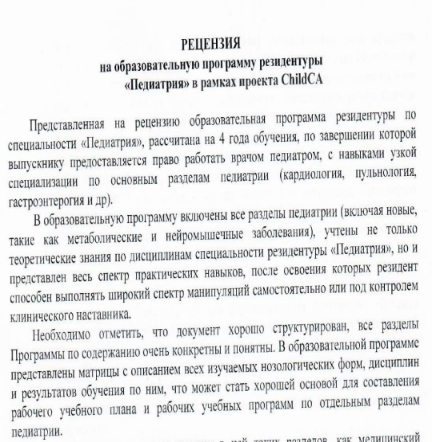 РЕЦЕНЗИЯ
на образовательную программу резидентуры
«Педиатрия» в рамках проекта ChildCA
Представленная на рецензию образовательная программа резидентуры по
специальности «Педиатрия», рассчитана на 4 года обучения, по завершении которой
выпускнику предоставляется право работать врачом педиатром, с навыками узкой
специализации по основным разделам педиатрии (кардиология, пульнология,
гастроэнтерогия и др).
В образовательную программу включены все разделы педиатрии (включая новые,
такие как метаболические и нейромышечные заболевания), учтены не только
теоретические знания по дисциплинам специальности резидентуры «Педиатрия», но и
представлен весь спектр практических навыков, после освоения которых резидент
способен выполнять широкий спектр манипуляций самостоятельно или под контролем
клинического наставника.
Необходимо отметить, что документ хорошо структурирован, все разделы
Программы по содержанию очень конкретны и понятны. В образовательной программе
представлены матрицы с описанием всех изучаемых нозологических форм, дисциплин
и результатов обучения по ним, что может стать хорошей основой для составления
рабочего учебного плана и рабочих учебных программ по отдельным разделам
педиатрии.
ней таких разделов, как медицинский